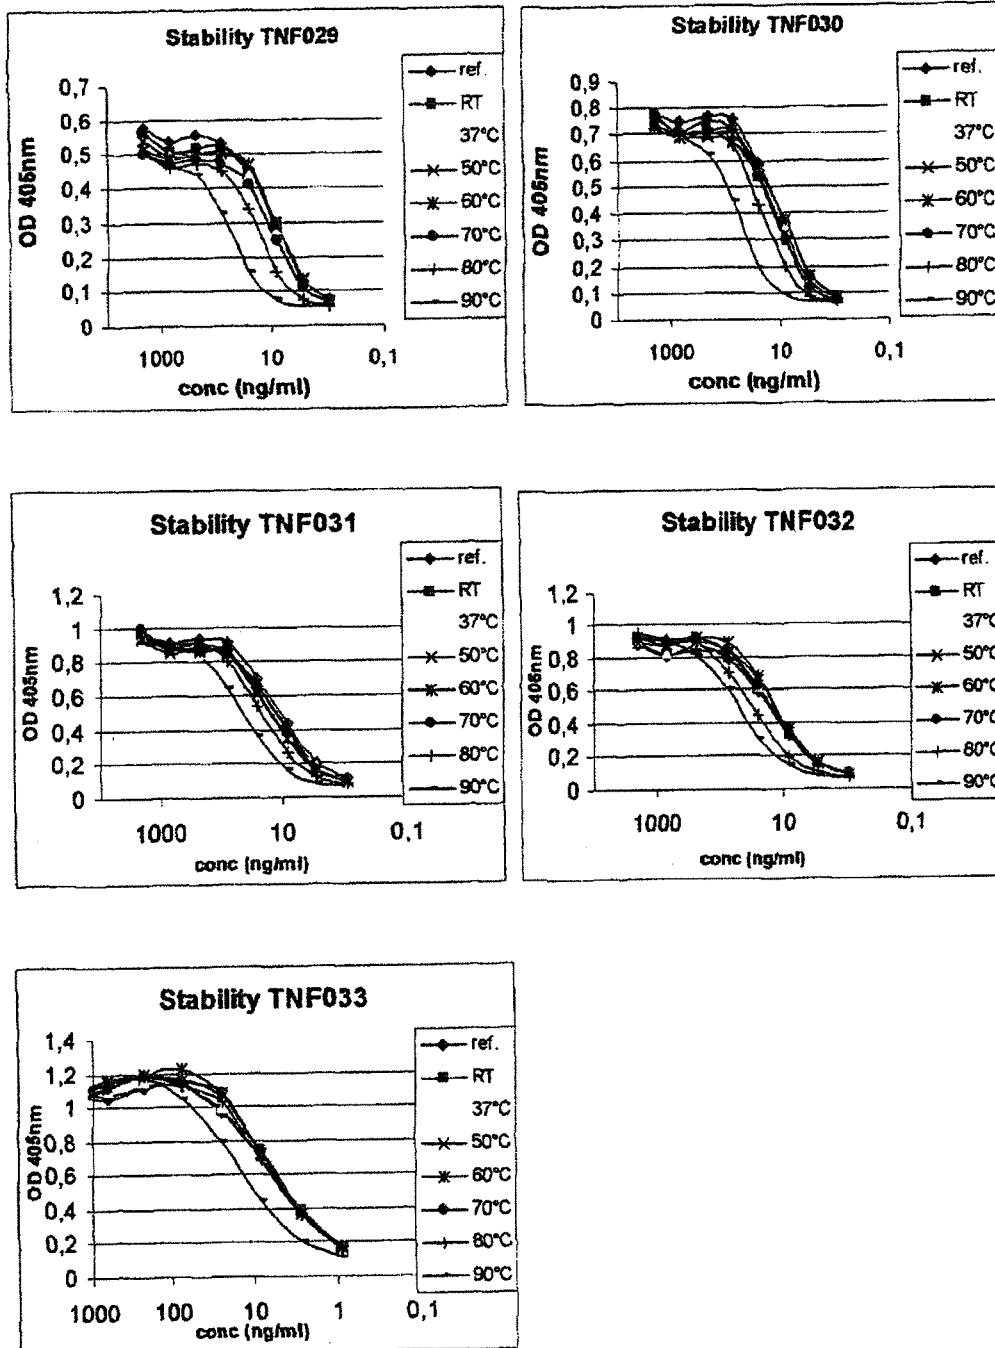 Stability TNF029
ref.
RT
37°C
50°C
60°C
70°C
80°C
90°C
0,7
0,6
0,5
0,4
0,3
0,2
0,1
0
OD 405nm
1000
10
0,1
conc (ng/ml)
Stability TNF030
ref.
RT
37°C
50°C
60°C
70°C
80°C
90°C
0,9
0,8
0,7
0,6
0,5
0,4
0,3
0,2
0,1
0
OD 405nm
1000
10
0,1
conc (ng/ml)
Stability TNF031
ref.
RT
37°C
50°C
60°C
70°C
80°C
90°C
1,2
1
0,8
0,6
0,4
0,2
0
OD 405nm
1000
10
0,1
conc (ng/ml)
Stability TNF032
ref.
RT
37°C
50°C
60°C
70°C
80°C
90°C
1,2
1
0,8
0,6
0,4
0,2
0
OD 405nm
1000
10
0,1
conc (ng/ml)
Stability TNF033
ref.
RT
37°C
50°C
60°C
70°C
80°C
90°C
1,4
1,2
1
0,8
0,6
0,4
0,2
0
OD 405nm
1000
100
10
1
0,1
conc (ng/ml)